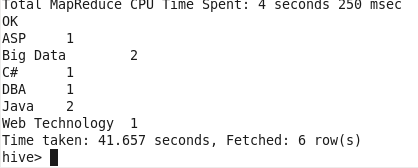 Total MapReduce CPU Time Spent: 4 seconds 250 msec
OK
ASP	1
Big Data	2
C#	1
DBA	1
Java	2
Web Technology	1
Time taken: 41.657 seconds, Fetched: 6 row(s)
hive>